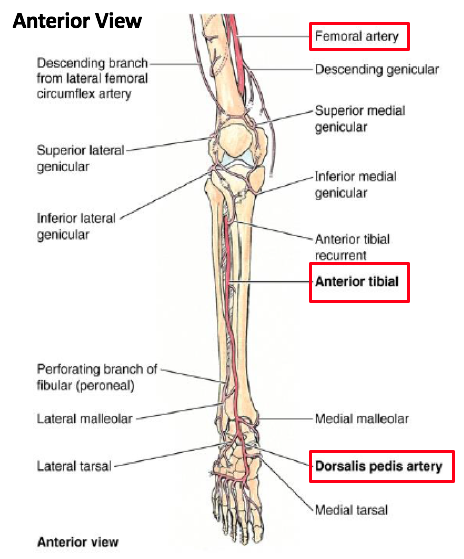 Anterior View
Femoral artery
Descending branch
from lateral femoral
circumflex artery
Descending genicular
Superior medial
genicular
Superior lateral
genicular
Inferior medial
genicular
Inferior lateral
genicular
Anterior tibial
recurrent
Anterior tibial
Perforating branch of
fibular (peroneal)
Lateral malleolar
Medial malleolar
Lateral tarsal
Dorsalis pedis artery
Medial tarsal
Anterior view